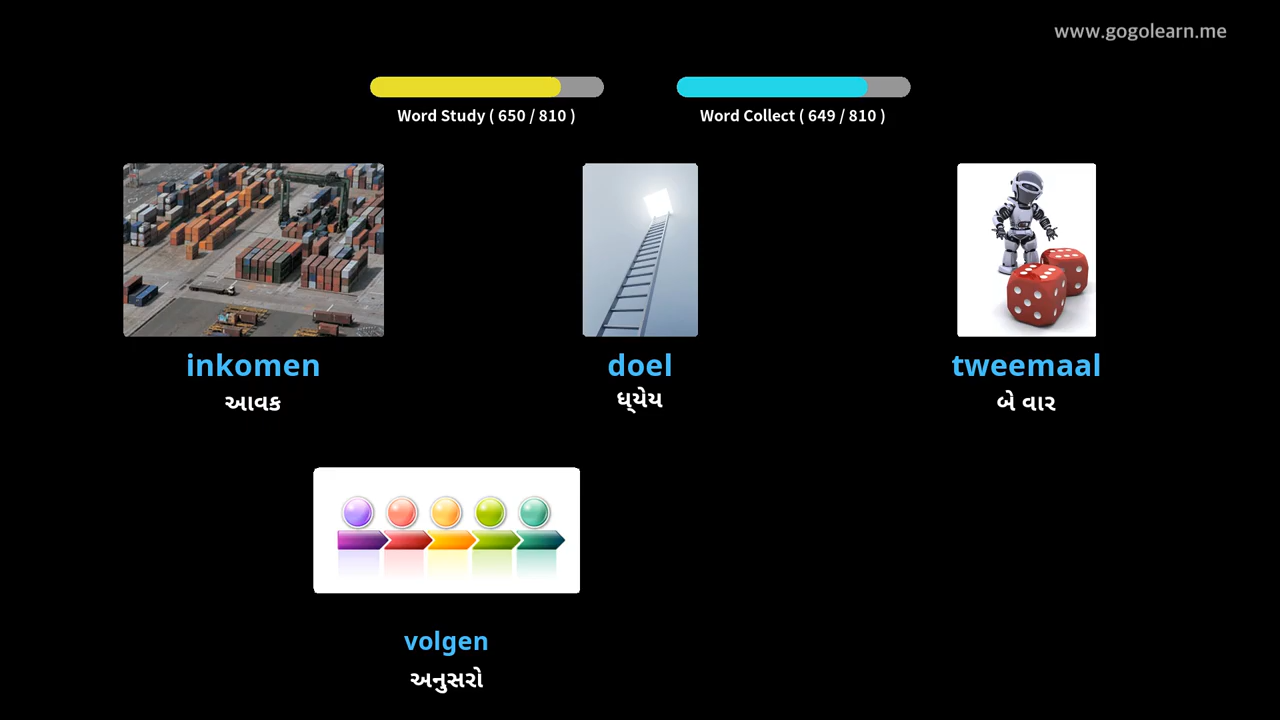 www.gogolearn.me
Word Study ( 650 / 810 )
Word Collect ( 649 / 810 )
inkomen
આવક
doel
ધ્યેય
tweemaal
બે વાર
volgen
અનુસરો